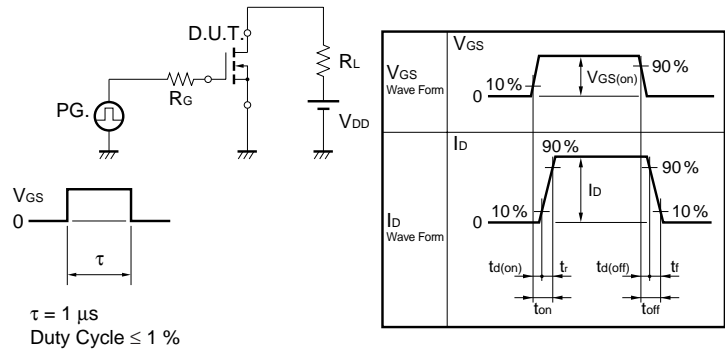 D.U.T.
RL
RG
PG.
VDD
VGS
0
τ
τ = 1 μs
Duty Cycle ≤ 1 %
VGS
Wave Form
VGS
10 %
90 %
VGS(on)
0
ID
Wave Form
ID
90 %
90 %
10 %
ID
10 %
0
td(on)
tr
td(off)
tf
ton
toff